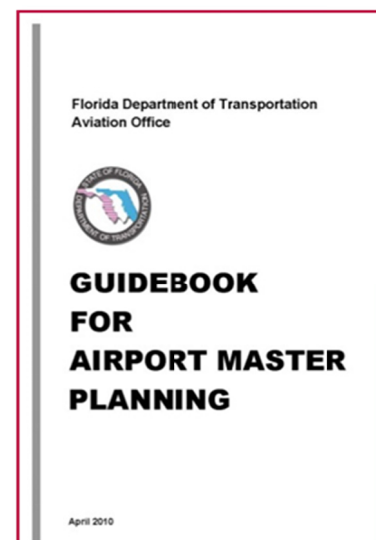 Florida Department of Transportation
Aviation Office
STATE OF FLORIDA
DEPARTMENT OF TRANSPORTATION
GUIDEBOOK
FOR
AIRPORT MASTER
PLANNING
April 2010